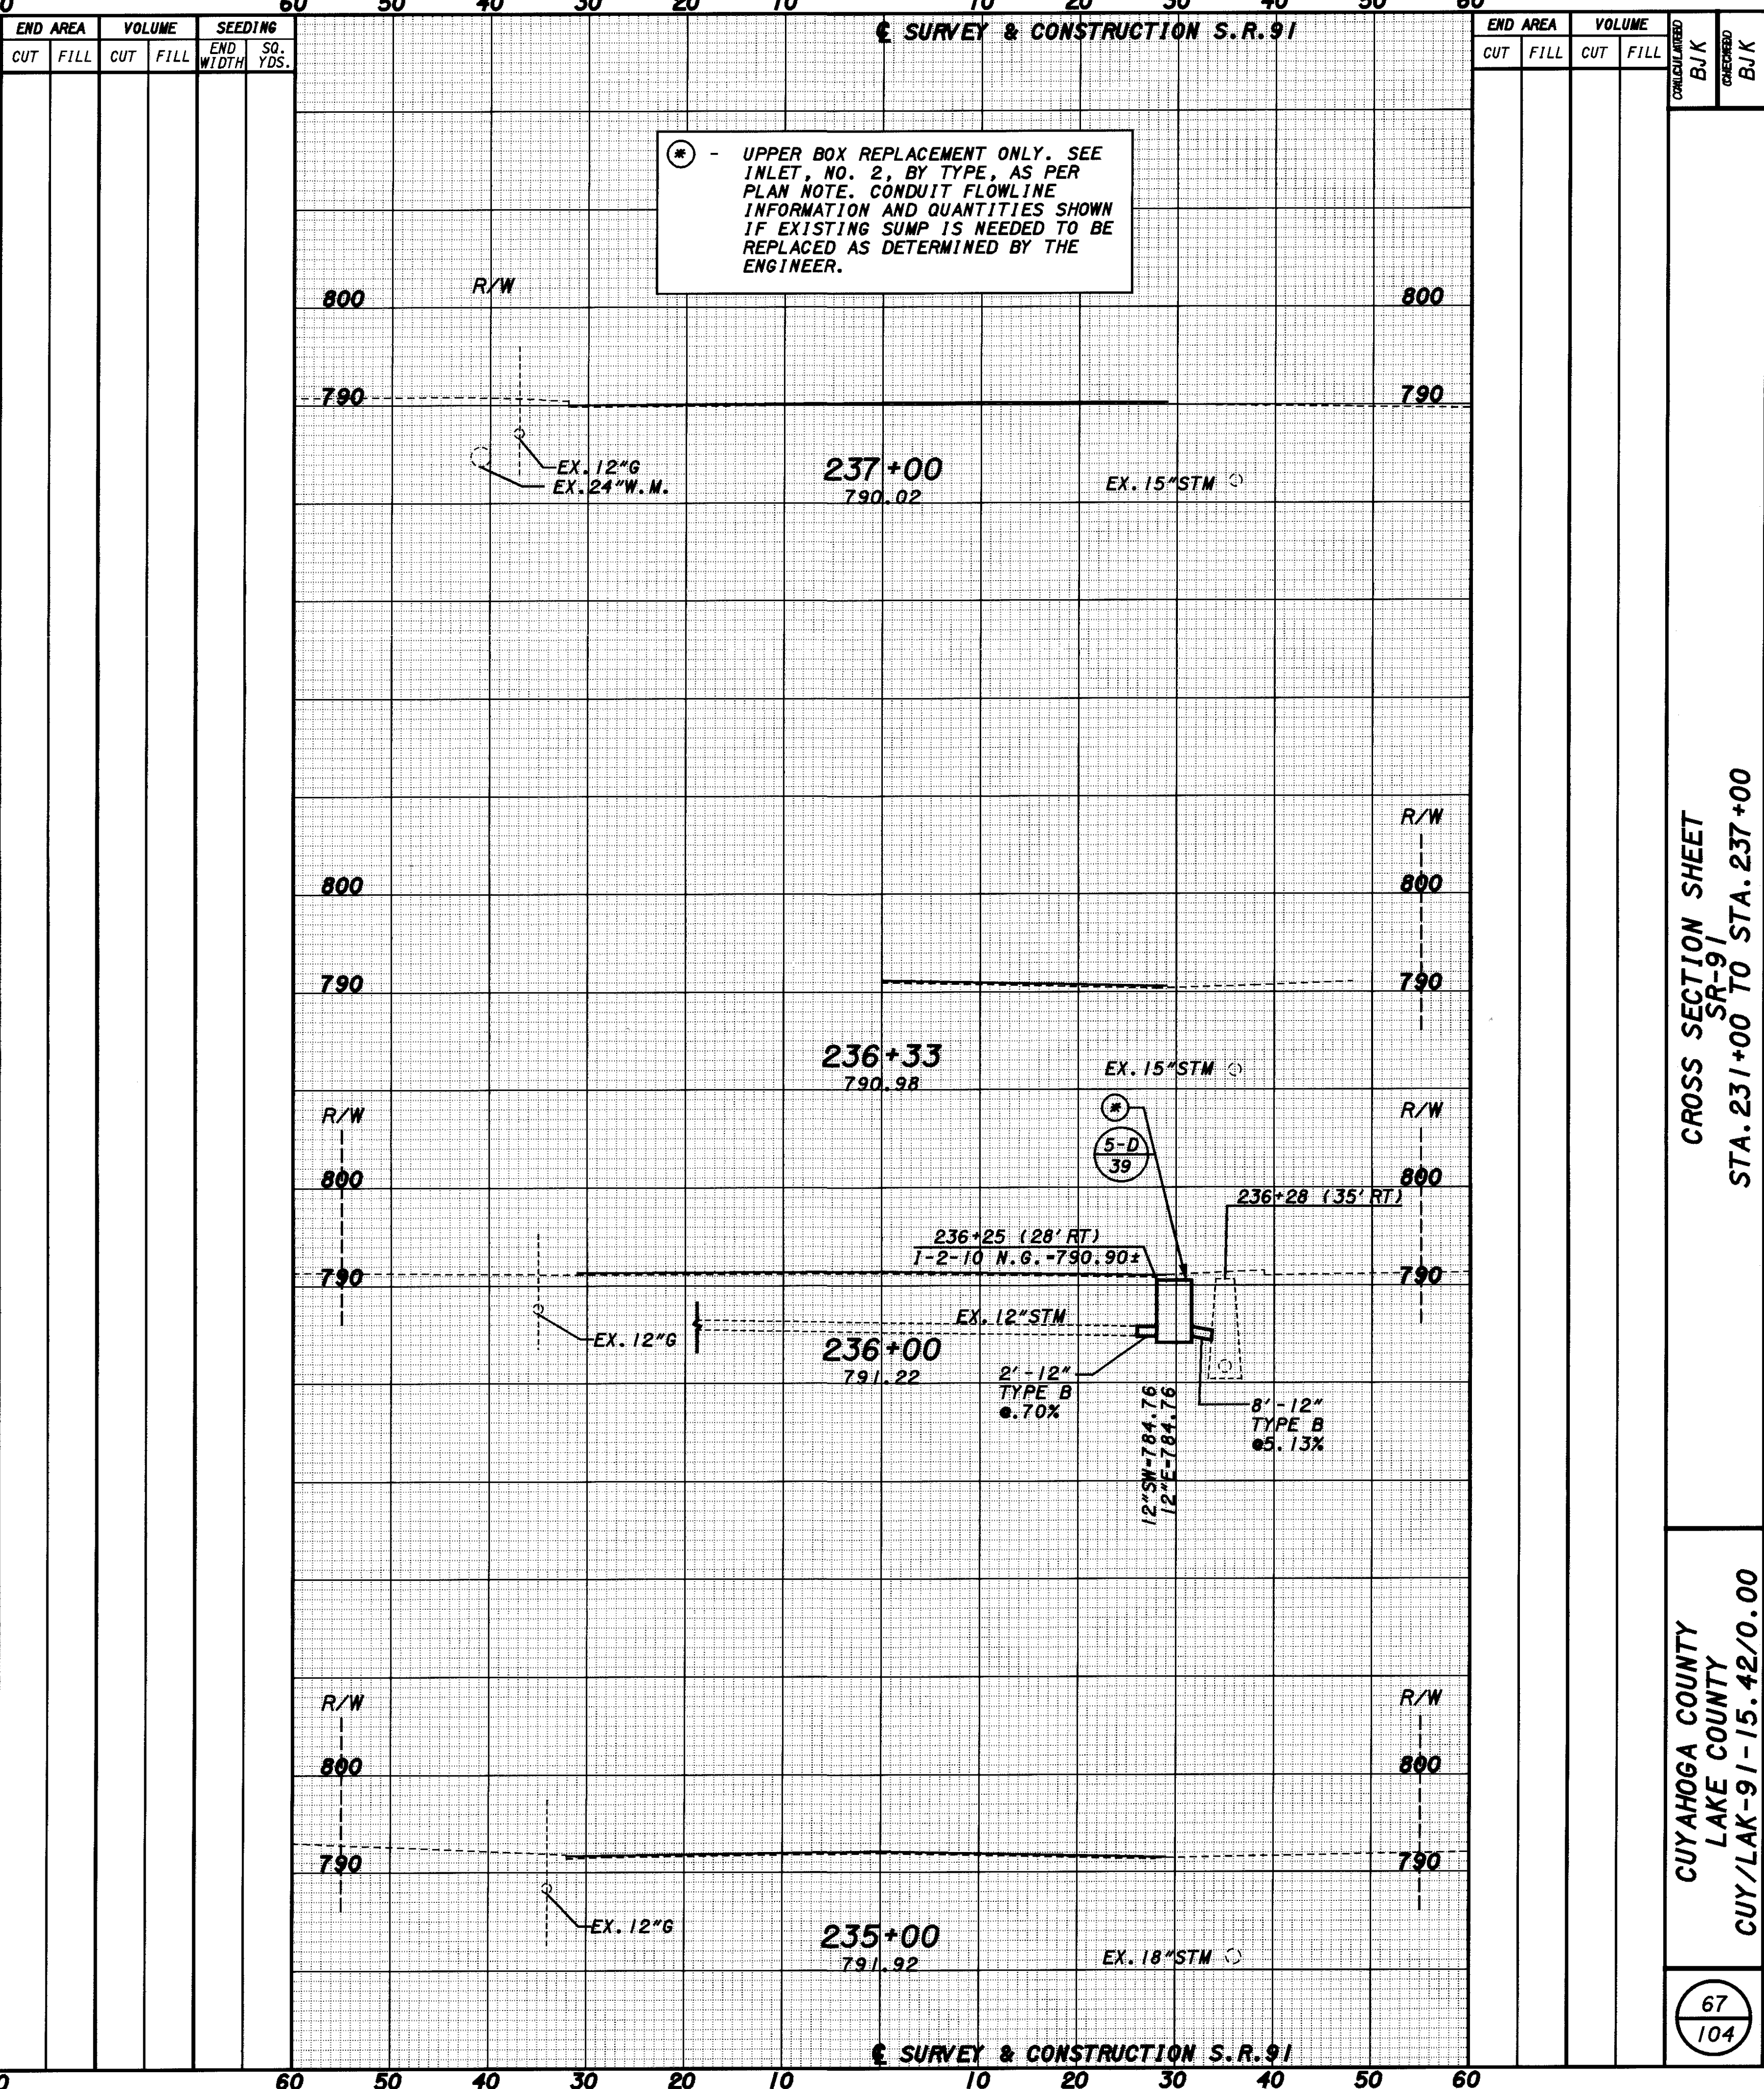 0 60 50 40 30 20 10 10 20 30 40 50 60
END AREA VOLUME SEEDING
CUT FILL CUT FILL END WIDTH SQ. YDS.
℄ SURVEY & CONSTRUCTION S.R.91
END AREA VOLUME
CUT FILL CUT FILL
BJK
BJK
* - UPPER BOX REPLACEMENT ONLY. SEE
INLET, NO. 2, BY TYPE, AS PER
PLAN NOTE. CONDUIT FLOWLINE
INFORMATION AND QUANTITIES SHOWN
IF EXISTING SUMP IS NEEDED TO BE
REPLACED AS DETERMINED BY THE
ENGINEER.
R/W
800 800
790 790
EX. 12"G
EX. 24"W.M.
237+00
790.02
EX. 15"STM
R/W
800 800
790 790
236+33
790.98
EX. 15"STM
R/W R/W
*
5-D
39
800 800
236+28 (35' RT)
236+25 (28' RT)
I-2-10 N.G.=790.90±
790 790
EX. 12"STM
EX. 12"G
236+00
791.22
2'-12"
TYPE B
@.70%
12"SW=784.76
12"E=784.76
8'-12"
TYPE B
@5.13%
R/W R/W
800 800
790 790
EX. 12"G
235+00
791.92
EX. 18"STM
℄ SURVEY & CONSTRUCTION S.R.91
0 60 50 40 30 20 10 10 20 30 40 50 60
CROSS SECTION SHEET
SR-91
STA. 231+00 TO STA. 237+00
CUYAHOGA COUNTY
LAKE COUNTY
CUY/LAK-91-15.42/0.00
67
104